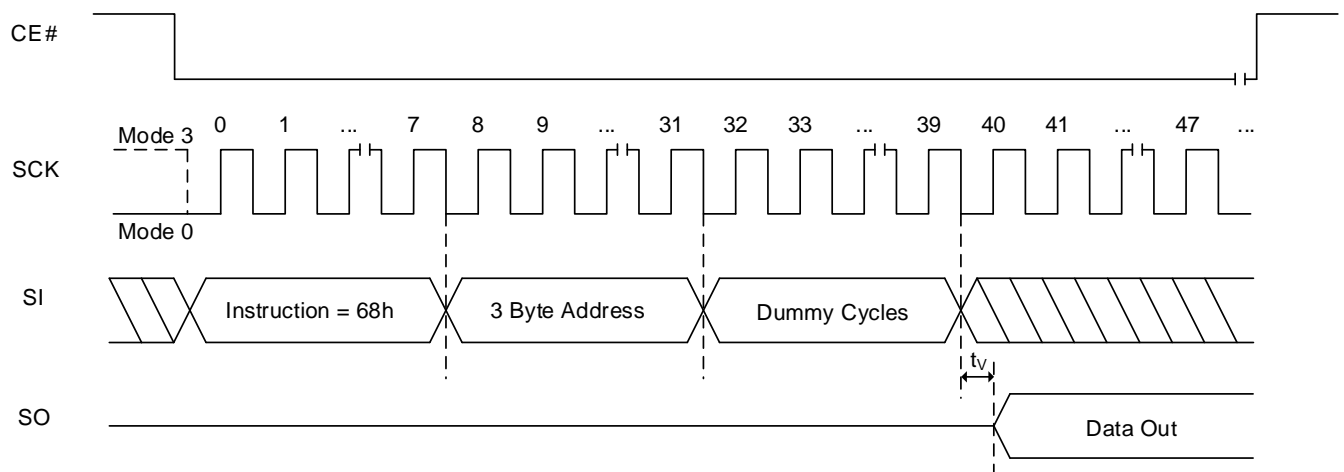 CE#
0 1 ... 7 8 9 ... 31 32 33 ... 39 40 41 ... 47 ...
Mode 3
SCK
Mode 0
SI Instruction = 68h 3 Byte Address Dummy Cycles
tV
SO Data Out